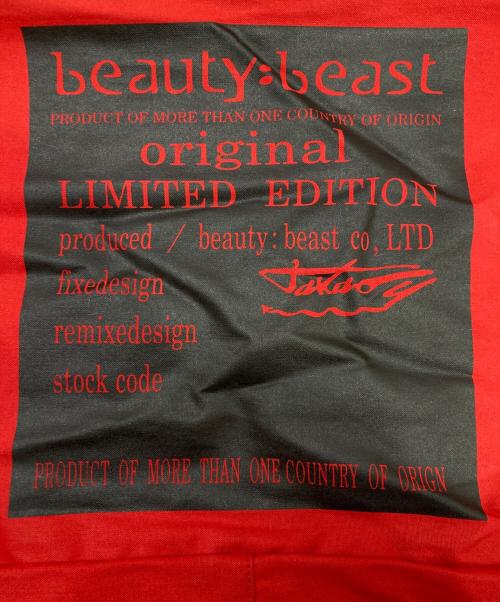 beauty:beast
PRODUCT OF MORE THAN ONE COUNTRY OF ORIGIN
original
LIMITED EDITION
produced / beauty: beast co, LTD
fixedesign
remixedesign
stock code
PRODUCT OF MORE THAN ONE COUNTRY OF ORIGN